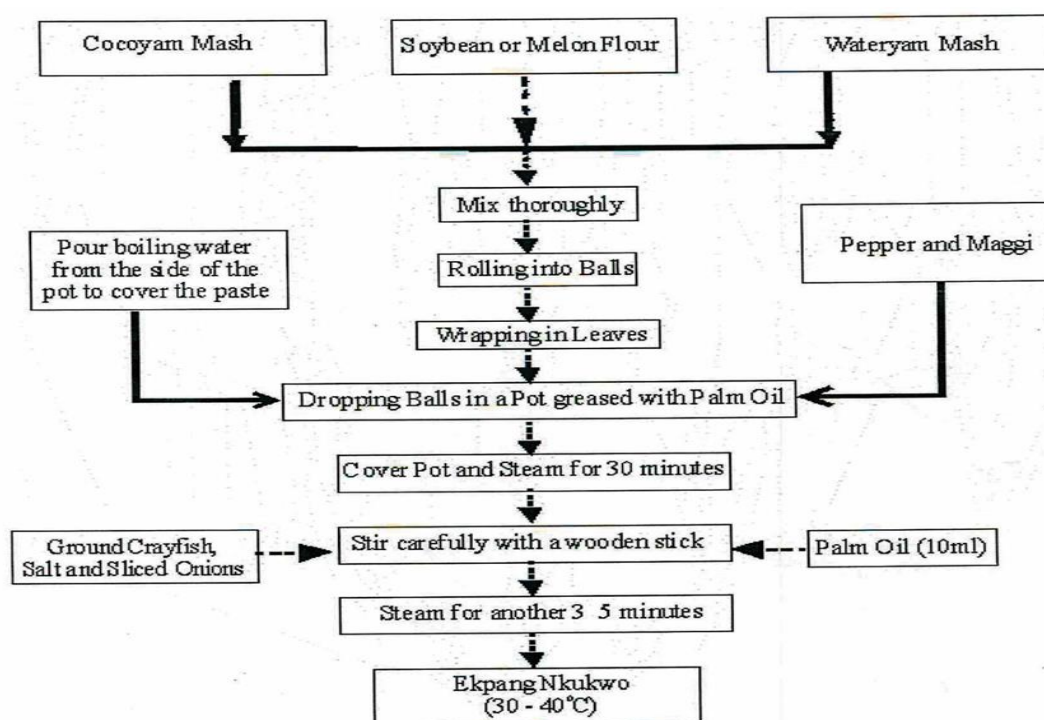 Cocoyam Mash
Soybean or Melon Flour
Wateryam Mash
Mix thoroughly
Pour boiling water
from the side of the
pot to cover the paste
Rolling into Balls
Pepper and Maggi
Wrapping in Leaves
Dropping Balls in a Pot greased with Palm Oil
Cover Pot and Steam for 30 minutes
Ground Crayfish,
Salt and Sliced Onions
Stir carefully with a wooden stick
Palm Oil (10ml)
Steam for another 3 5 minutes
Ekpang Nkukwo
(30 - 40°C)